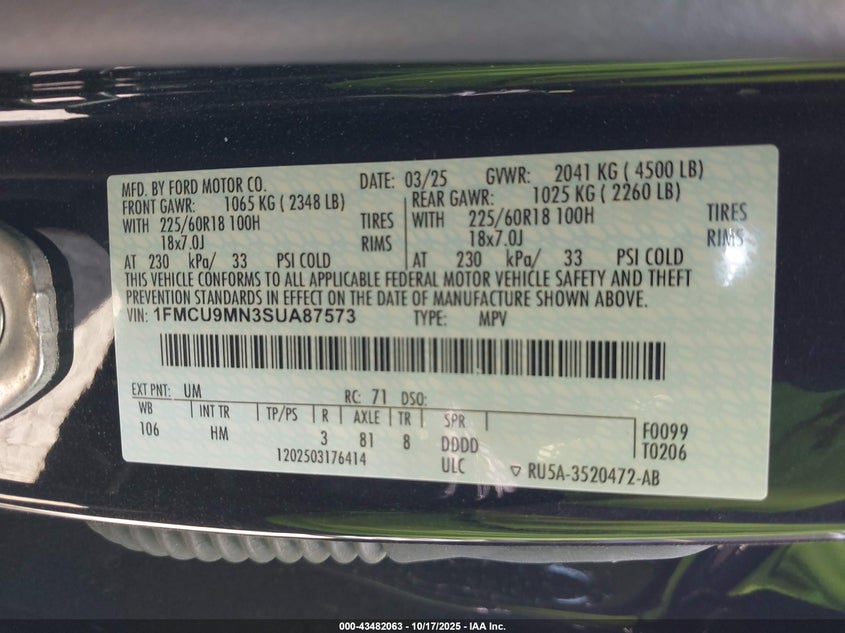 MFD. BY FORD MOTOR CO. DATE: 03/25 GVWR: 2041 KG ( 4500 LB)
FRONT GAWR: 1065 KG ( 2348 LB) REAR GAWR: 1025 KG ( 2260 LB)
WITH 225/60R18 100H TIRES WITH 225/60R18 100H TIRES
18x7.0J RIMS 18x7.0J RIMS
AT 230 kPa/ 33 PSI COLD AT 230 kPa/ 33 PSI COLD
THIS VEHICLE CONFORMS TO ALL APPLICABLE FEDERAL MOTOR VEHICLE SAFETY AND THEFT
PREVENTION STANDARDS IN EFFECT ON THE DATE OF MANUFACTURE SHOWN ABOVE.
VIN: 1FMCU9MN3SUA87573 TYPE: MPV
EXT PNT: UM RC: 71 DSO:
WB INT TR TP/PS R AXLE TR SPR
106 HM 3 81 8 DDDD F0099
1202503176414 ULC T0206
RU5A-3520472-AB
000-43482063 - 10/17/2025 - IAA Inc.